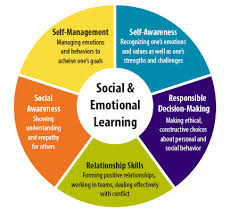 Self-Management
Managing emotions
and behaviors to
acheive one's goals
Self-Awareness
Recognizing one's emotions
and values as well as one's
strengths and challenges
Social
Awareness
Showing
understanding
and empathy
for others
Social &
Emotional
Learning
Responsible
Decision-Making
Making ethical,
constructive choices
about personal and
social behavior
Relationship Skills
Forming positive relationships,
working in teams, dealing effectively
with conflict